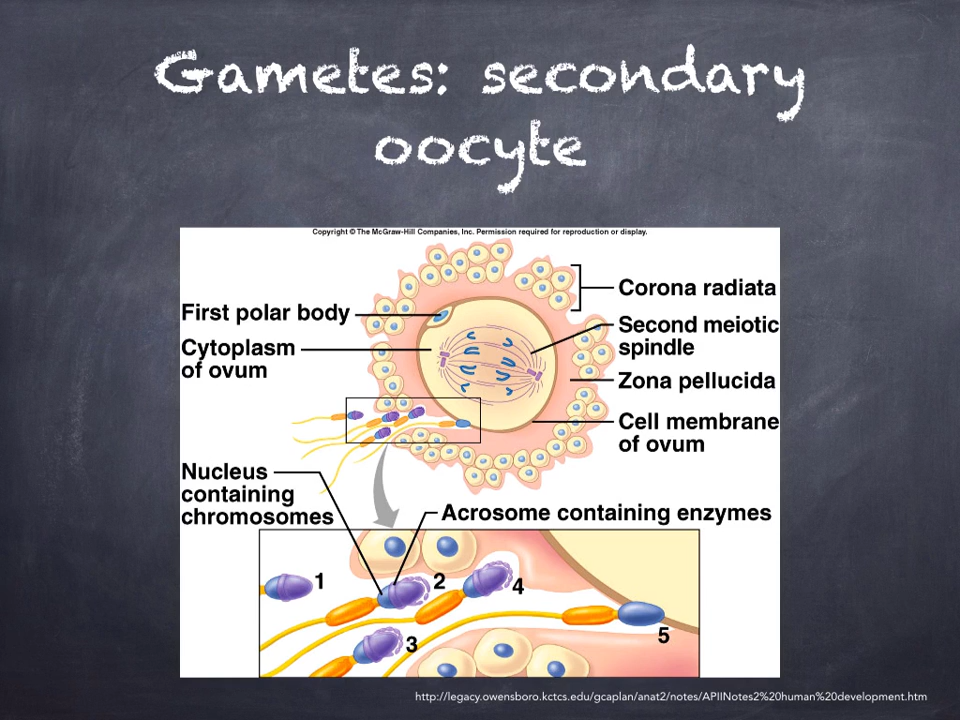 Gametes: secondary
oocyte
Copyright © The McGraw-Hill Companies, Inc. Permission required for reproduction or display.
Corona radiata
First polar body
Second meiotic
spindle
Cytoplasm
of ovum
Zona pellucida
Cell membrane
of ovum
Nucleus
containing
chromosomes
Acrosome containing enzymes
1
2
4
3
5
http://legacy.owensboro.kctcs.edu/gcaplan/anat2/notes/APIINotes2%20human%20development.htm